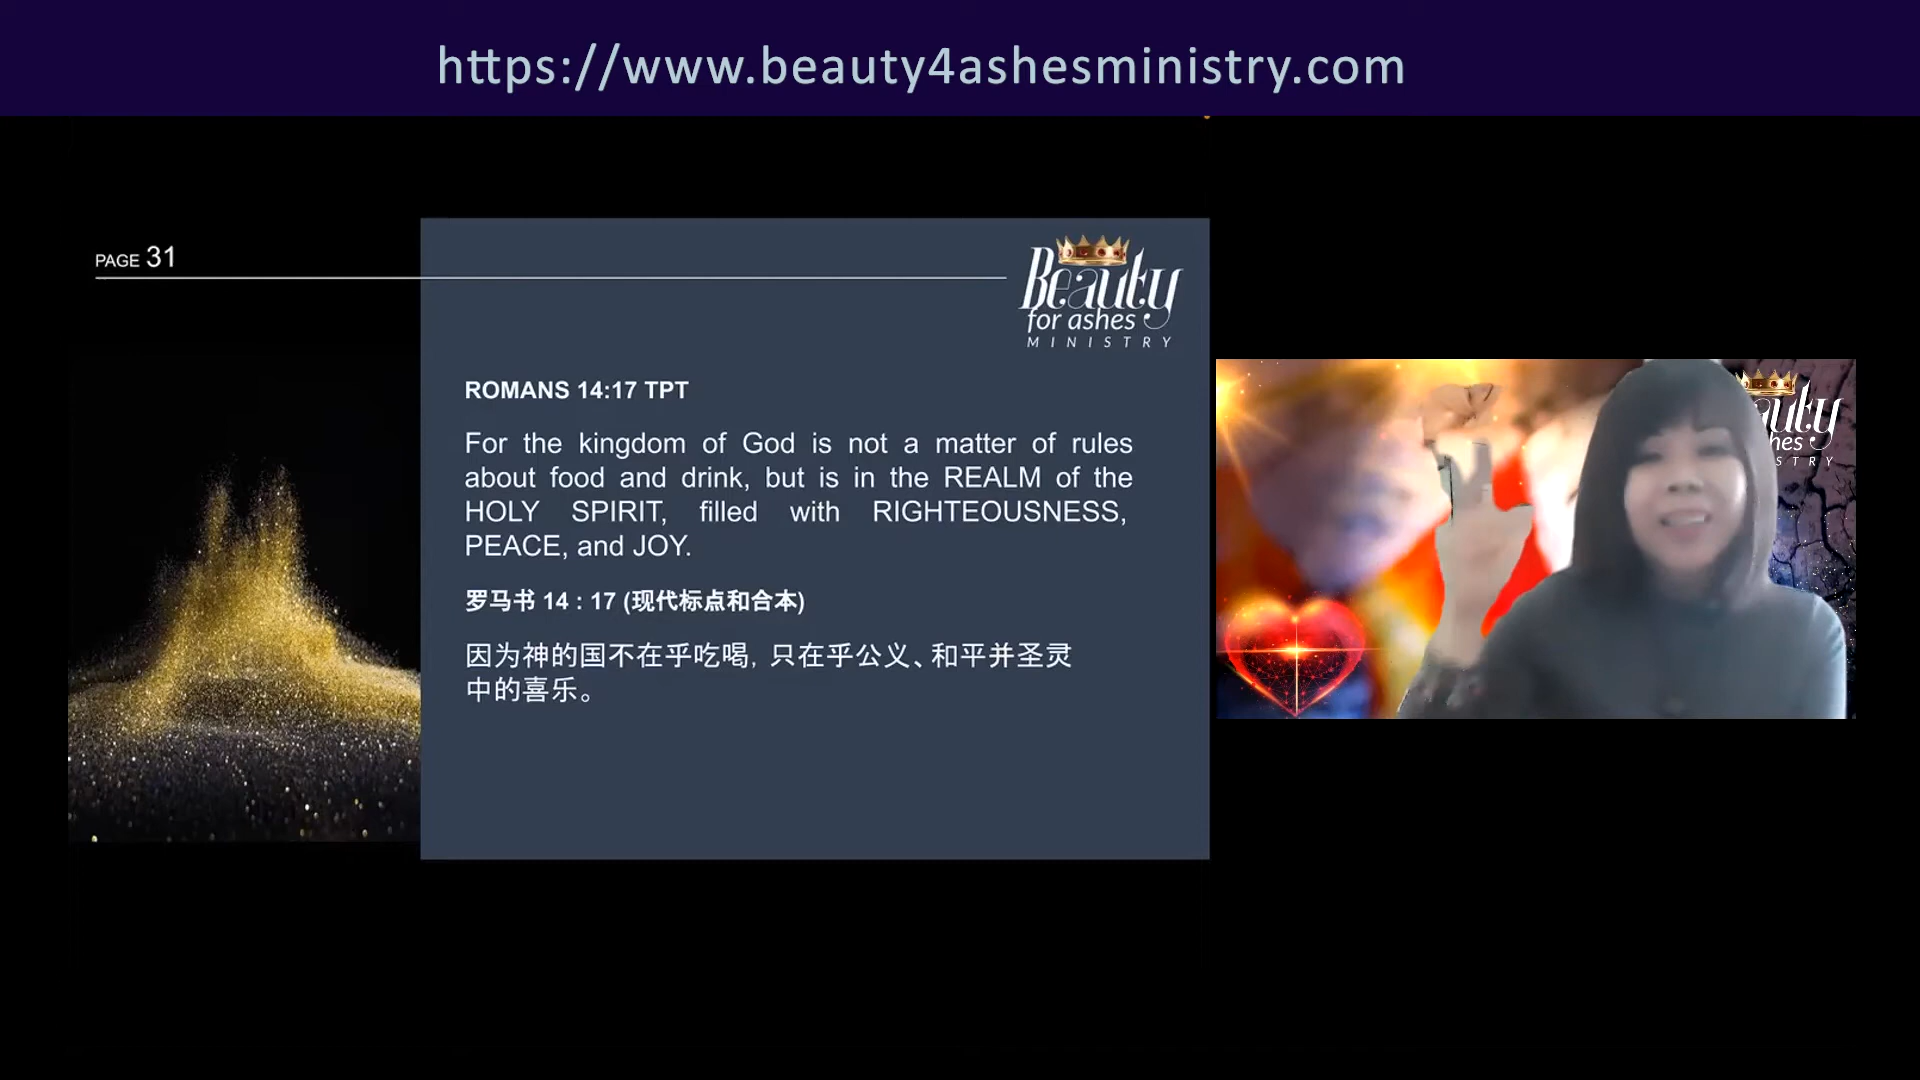 https://www.beauty4ashesministry.com
PAGE 31
Beauty
for ashes
MINISTRY
ROMANS 14:17 TPT
For the kingdom of God is not a matter of rules
about food and drink, but is in the REALM of the
HOLY SPIRIT, filled with RIGHTEOUSNESS,
PEACE, and JOY.
罗马书 14 : 17 (现代标点和合本)
因为神的国不在乎吃喝, 只在乎公义、和平并圣灵
中的喜乐。
auty
hes
STRY